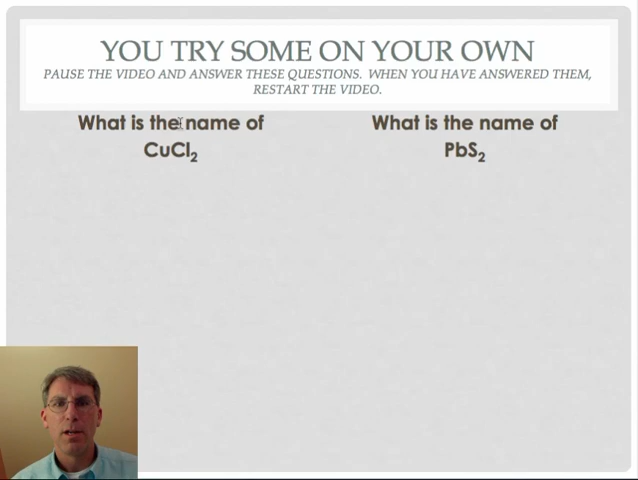 YOU TRY SOME ON YOUR OWN
PAUSE THE VIDEO AND ANSWER THESE QUESTIONS. WHEN YOU HAVE ANSWERED THEM,
RESTART THE VIDEO.
What is the name of
CuCl₂
What is the name of
PbS₂